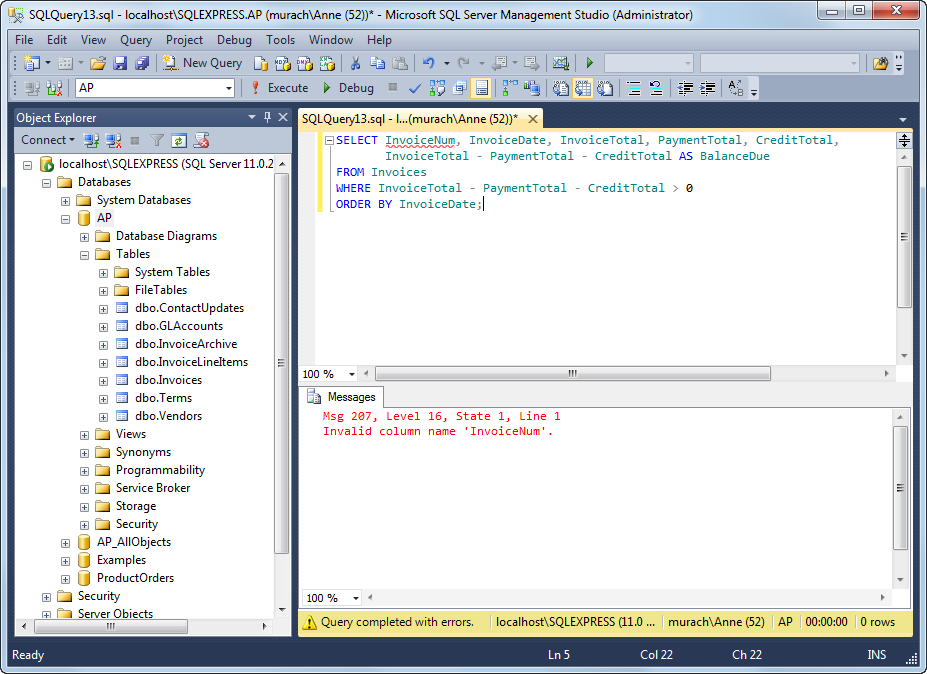 SQLQuery13.sql - localhost\SQLEXPRESS.AP (murach\Anne (52))* - Microsoft SQL Server Management Studio (Administrator)
File Edit View Query Project Debug Tools Window Help
New Query
AP Execute Debug
Object Explorer
Connect
localhost\SQLEXPRESS (SQL Server 11.0.2
Databases
System Databases
AP
Database Diagrams
Tables
System Tables
FileTables
dbo.ContactUpdates
dbo.GLAccounts
dbo.InvoiceArchive
dbo.InvoiceLineItems
dbo.Invoices
dbo.Terms
dbo.Vendors
Views
Synonyms
Programmability
Service Broker
Storage
Security
AP_AllObjects
Examples
ProductOrders
Security
Server Objects
SQLQuery13.sql - l...(murach\Anne (52))*
SELECT InvoiceNum, InvoiceDate, InvoiceTotal, PaymentTotal, CreditTotal,
InvoiceTotal - PaymentTotal - CreditTotal AS BalanceDue
FROM Invoices
WHERE InvoiceTotal - PaymentTotal - CreditTotal > 0
ORDER BY InvoiceDate;
100 %
Messages
Msg 207, Level 16, State 1, Line 1
Invalid column name 'InvoiceNum'.
100 %
Query completed with errors. localhost\SQLEXPRESS (11.0 ... murach\Anne (52) AP 00:00:00 0 rows
Ready Ln 5 Col 22 Ch 22 INS